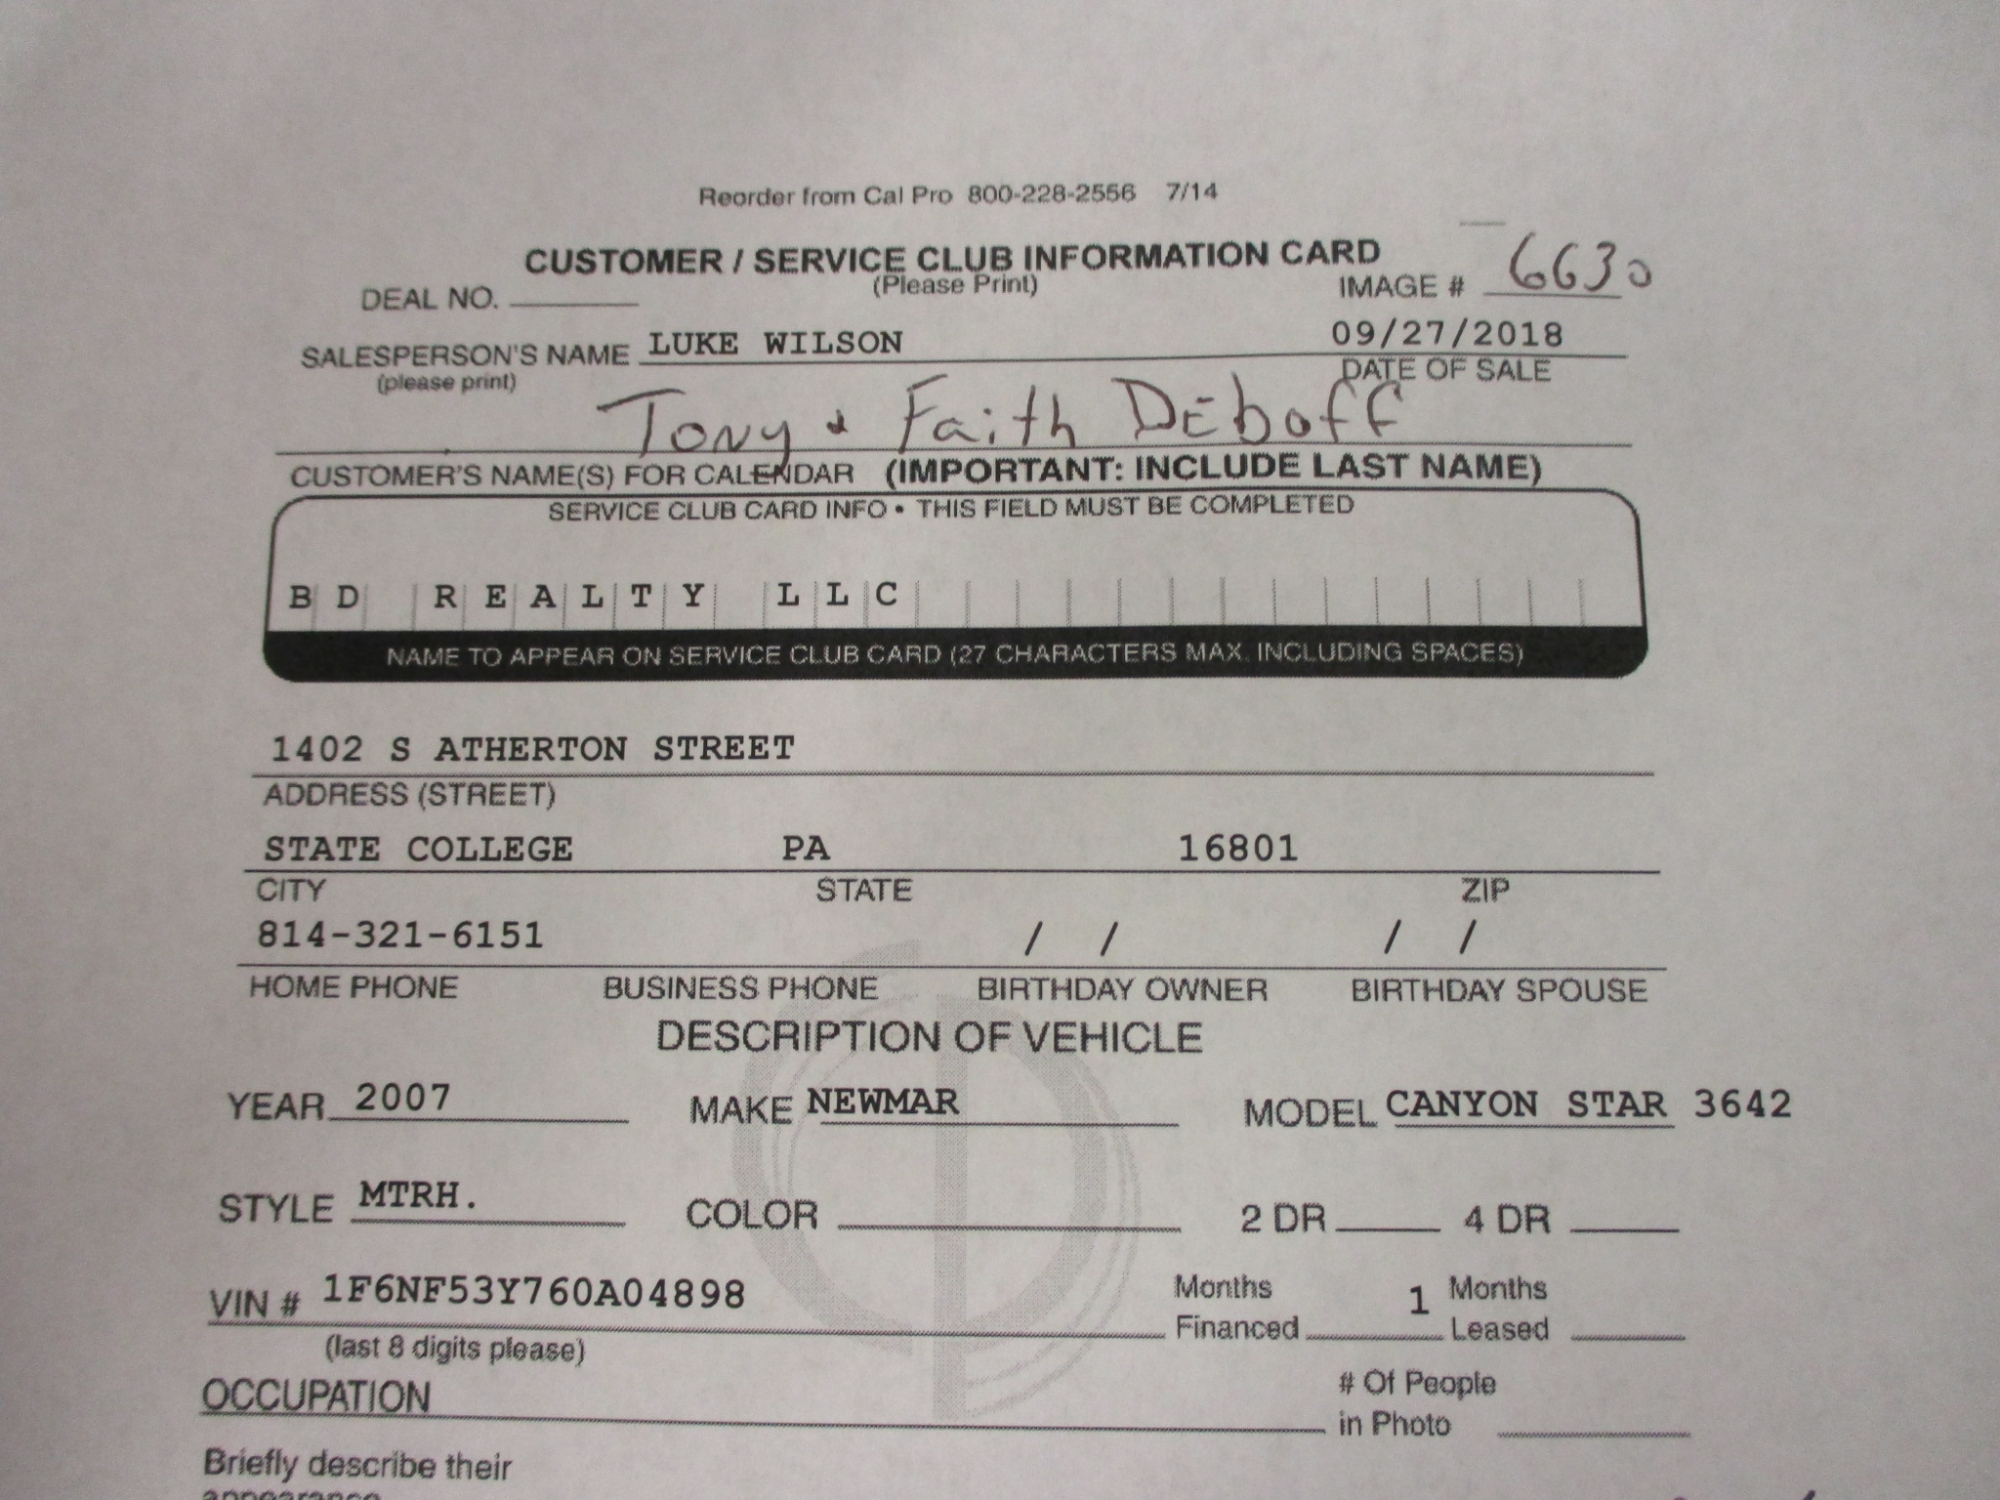 Reorder from Cal Pro 800-228-2556 7/14
CUSTOMER / SERVICE CLUB INFORMATION CARD
(Please Print)
DEAL NO. IMAGE # 6630
SALESPERSON'S NAME LUKE WILSON 09/27/2018
(please print) DATE OF SALE
Tony & Faith Deboff
CUSTOMER'S NAME(S) FOR CALENDAR (IMPORTANT: INCLUDE LAST NAME)
SERVICE CLUB CARD INFO • THIS FIELD MUST BE COMPLETED
BD REALTY LLC
NAME TO APPEAR ON SERVICE CLUB CARD (27 CHARACTERS MAX. INCLUDING SPACES)
1402 S ATHERTON STREET
ADDRESS (STREET)
STATE COLLEGE PA 16801
CITY STATE ZIP
814-321-6151 / / / /
HOME PHONE BUSINESS PHONE BIRTHDAY OWNER BIRTHDAY SPOUSE
DESCRIPTION OF VEHICLE
YEAR 2007 MAKE NEWMAR MODEL CANYON STAR 3642
STYLE MTRH. COLOR 2 DR 4 DR
VIN # 1F6NF53Y760A04898 Months Financed 1 Months Leased
(last 8 digits please)
OCCUPATION # Of People in Photo
Briefly describe their
appearance